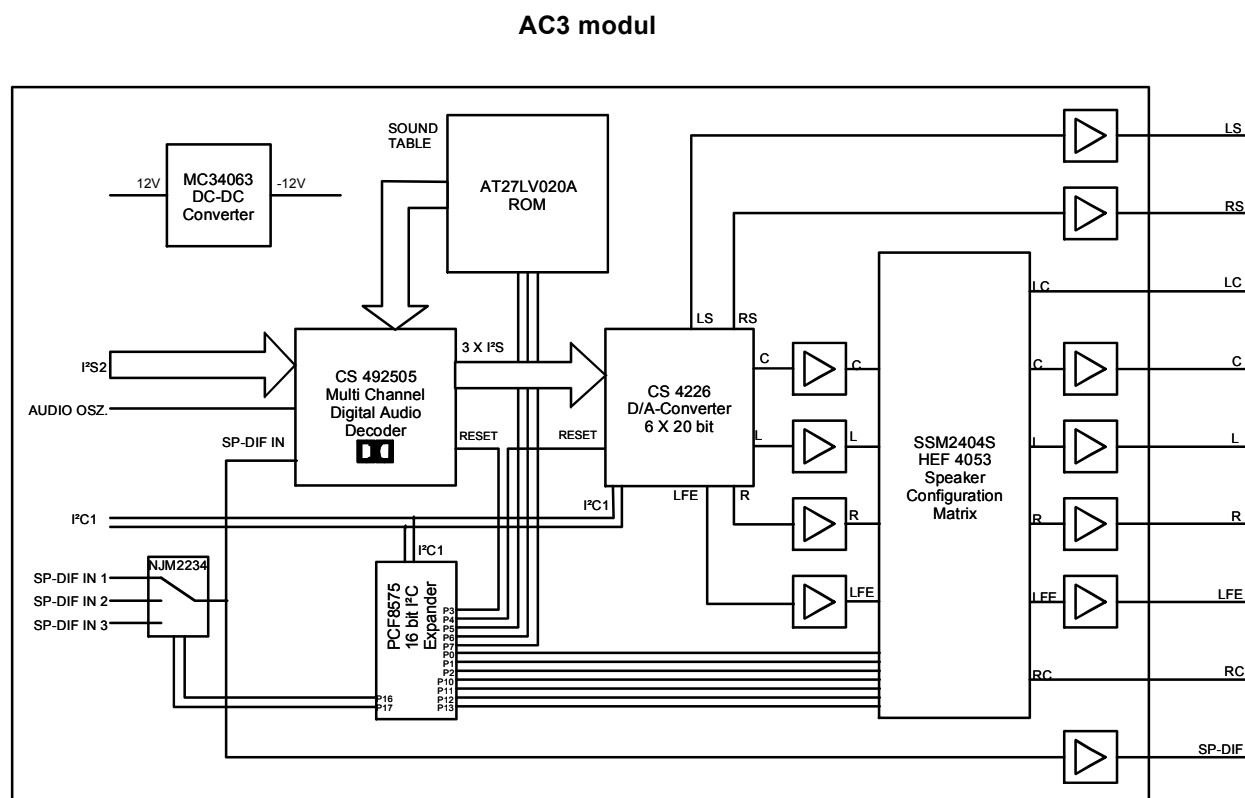 AC3 modul
SOUND
TABLE
AT27LV020A
ROM
12V
MC34063
DC-DC
Converter
-12V
LS
RS
LC
LC
LS
RS
I²S2
CS 492505
Multi Channel
Digital Audio
Decoder
3 X I²S
CS 4226
D/A-Converter
6 X 20 bit
C
C
C
C
AUDIO OSZ.
SP-DIF IN
RESET
RESET
L
L
L
L
SSM2404S
HEF 4053
Speaker
Configuration
Matrix
I²C1
I²C1
LFE
R
R
R
R
I²C1
NJM2234
SP-DIF IN 1
SP-DIF IN 2
SP-DIF IN 3
PCF8575
16 bit I²C
Expander
P3
P4
P5
P6
P7
P0
P1
P2
P10
P11
P12
P13
P16
P17
LFE
LFE
LFE
RC
RC
SP-DIF